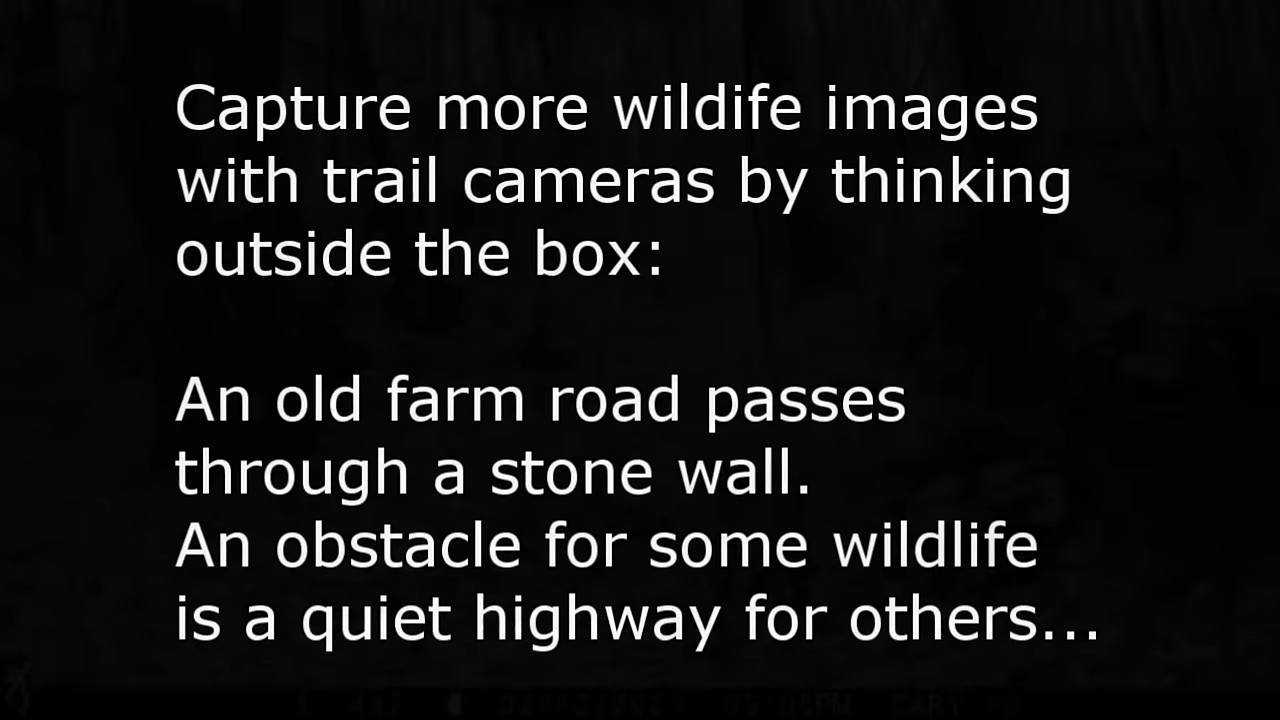 Capture more wildife images
with trail cameras by thinking
outside the box:
An old farm road passes
through a stone wall.
An obstacle for some wildlife
is a quiet highway for others...